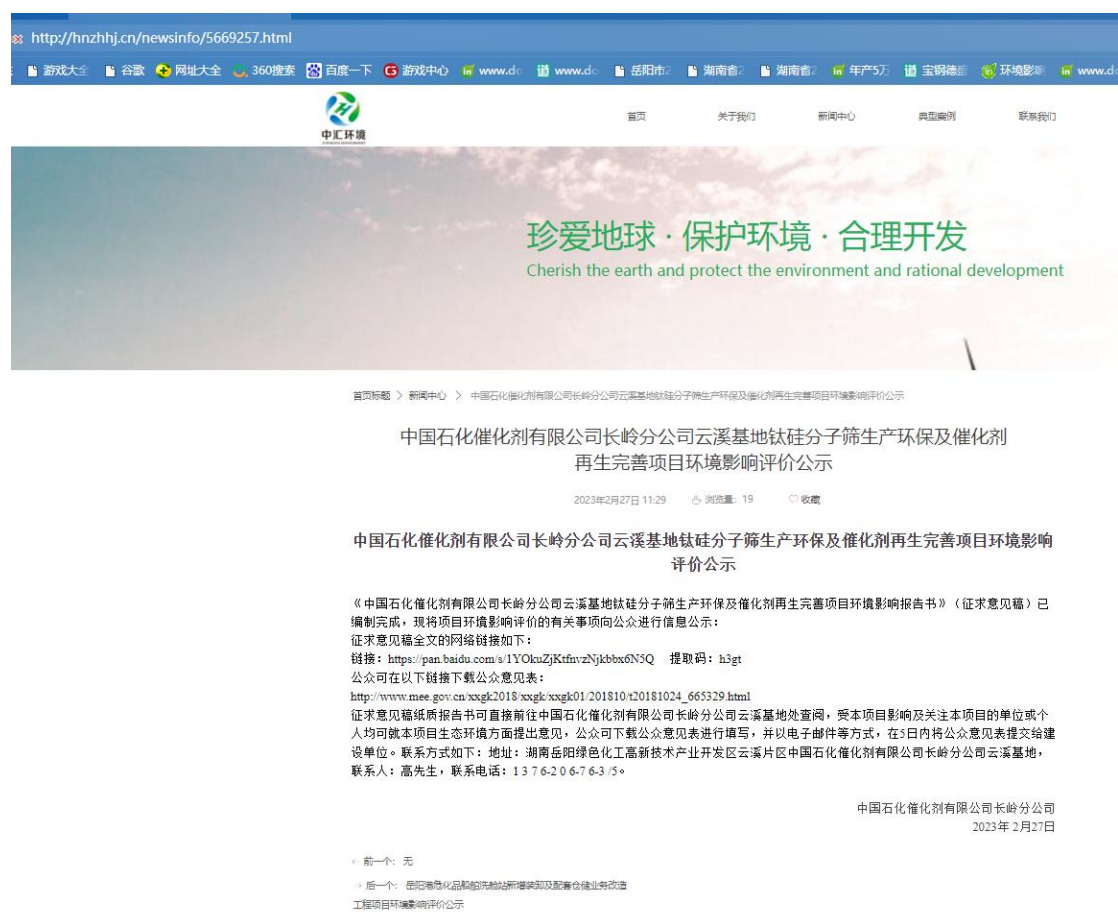 http://hnzhhj.cn/newsinfo/5669257.html
游戏大全 谷歌 网址大全 360搜索 百度一下 游戏中心 www.do www.do 岳阳市2 湖南省2 湖南省2 年产5万 宝钢德盛 环境影响 www.d
中汇环境
首页 关于我们 新闻中心 典型案例 联系我们
珍爱地球 · 保护环境 · 合理开发
Cherish the earth and protect the environment and rational development
首页标题 > 新闻中心 > 中国石化催化剂有限公司长岭分公司云溪基地钛硅分子筛生产环保及催化剂再生完善项目环境影响评价公示
中国石化催化剂有限公司长岭分公司云溪基地钛硅分子筛生产环保及催化剂
再生完善项目环境影响评价公示
2023年2月27日 11:29 浏览量: 19 收藏
中国石化催化剂有限公司长岭分公司云溪基地钛硅分子筛生产环保及催化剂再生完善项目环境影响
评价公示
《中国石化催化剂有限公司长岭分公司云溪基地钛硅分子筛生产环保及催化剂再生完善项目环境影响报告书》（征求意见稿）已
编制完成，现将项目环境影响评价的有关事项向公众进行信息公示：
征求意见稿全文的网络链接如下：
链接：https://pan.baidu.com/s/1YOkuZjKtfnvzNjkbbx6N5Q 提取码：h3gt
公众可在以下链接下载公众意见表：
http://www.mee.gov.cn/xxgk2018/xxgk/xxgk01/201810/t20181024_665329.html
征求意见稿纸质报告书可直接前往中国石化催化剂有限公司长岭分公司云溪基地处查阅，受本项目影响及关注本项目的单位或个
人均可就本项目生态环境方面提出意见，公众可下载公众意见表进行填写，并以电子邮件等方式，在5日内将公众意见表提交给建
设单位。联系方式如下：地址：湖南岳阳绿色化工高新技术产业开发区云溪片区中国石化催化剂有限公司长岭分公司云溪基地，
联系人：高先生，联系电话：1 3 7 6-2 0 6-7 6-3 /5。
中国石化催化剂有限公司长岭分公司
2023年 2月27日
前一个: 无
后一个: 岳阳港危化品船舶洗舱站新增装卸及配套仓储业务改造
工程项目环境影响评价公示